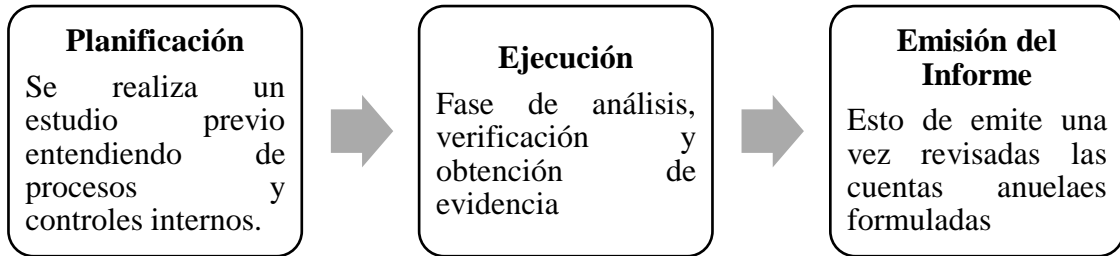 Planificación
Se realiza un
estudio previo
entendiendo de
procesos y
controles internos.
Ejecución
Fase de análisis,
verificación y
obtención de
evidencia
Emisión del
Informe
Esto de emite una
vez revisadas las
cuentas anuelaes
formuladas